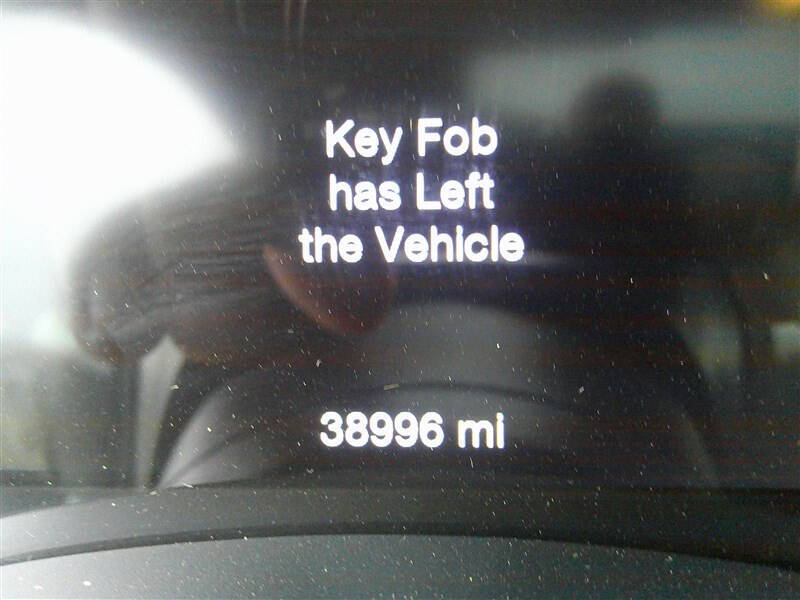 Key Fob
has Left
the Vehicle
38996 mi